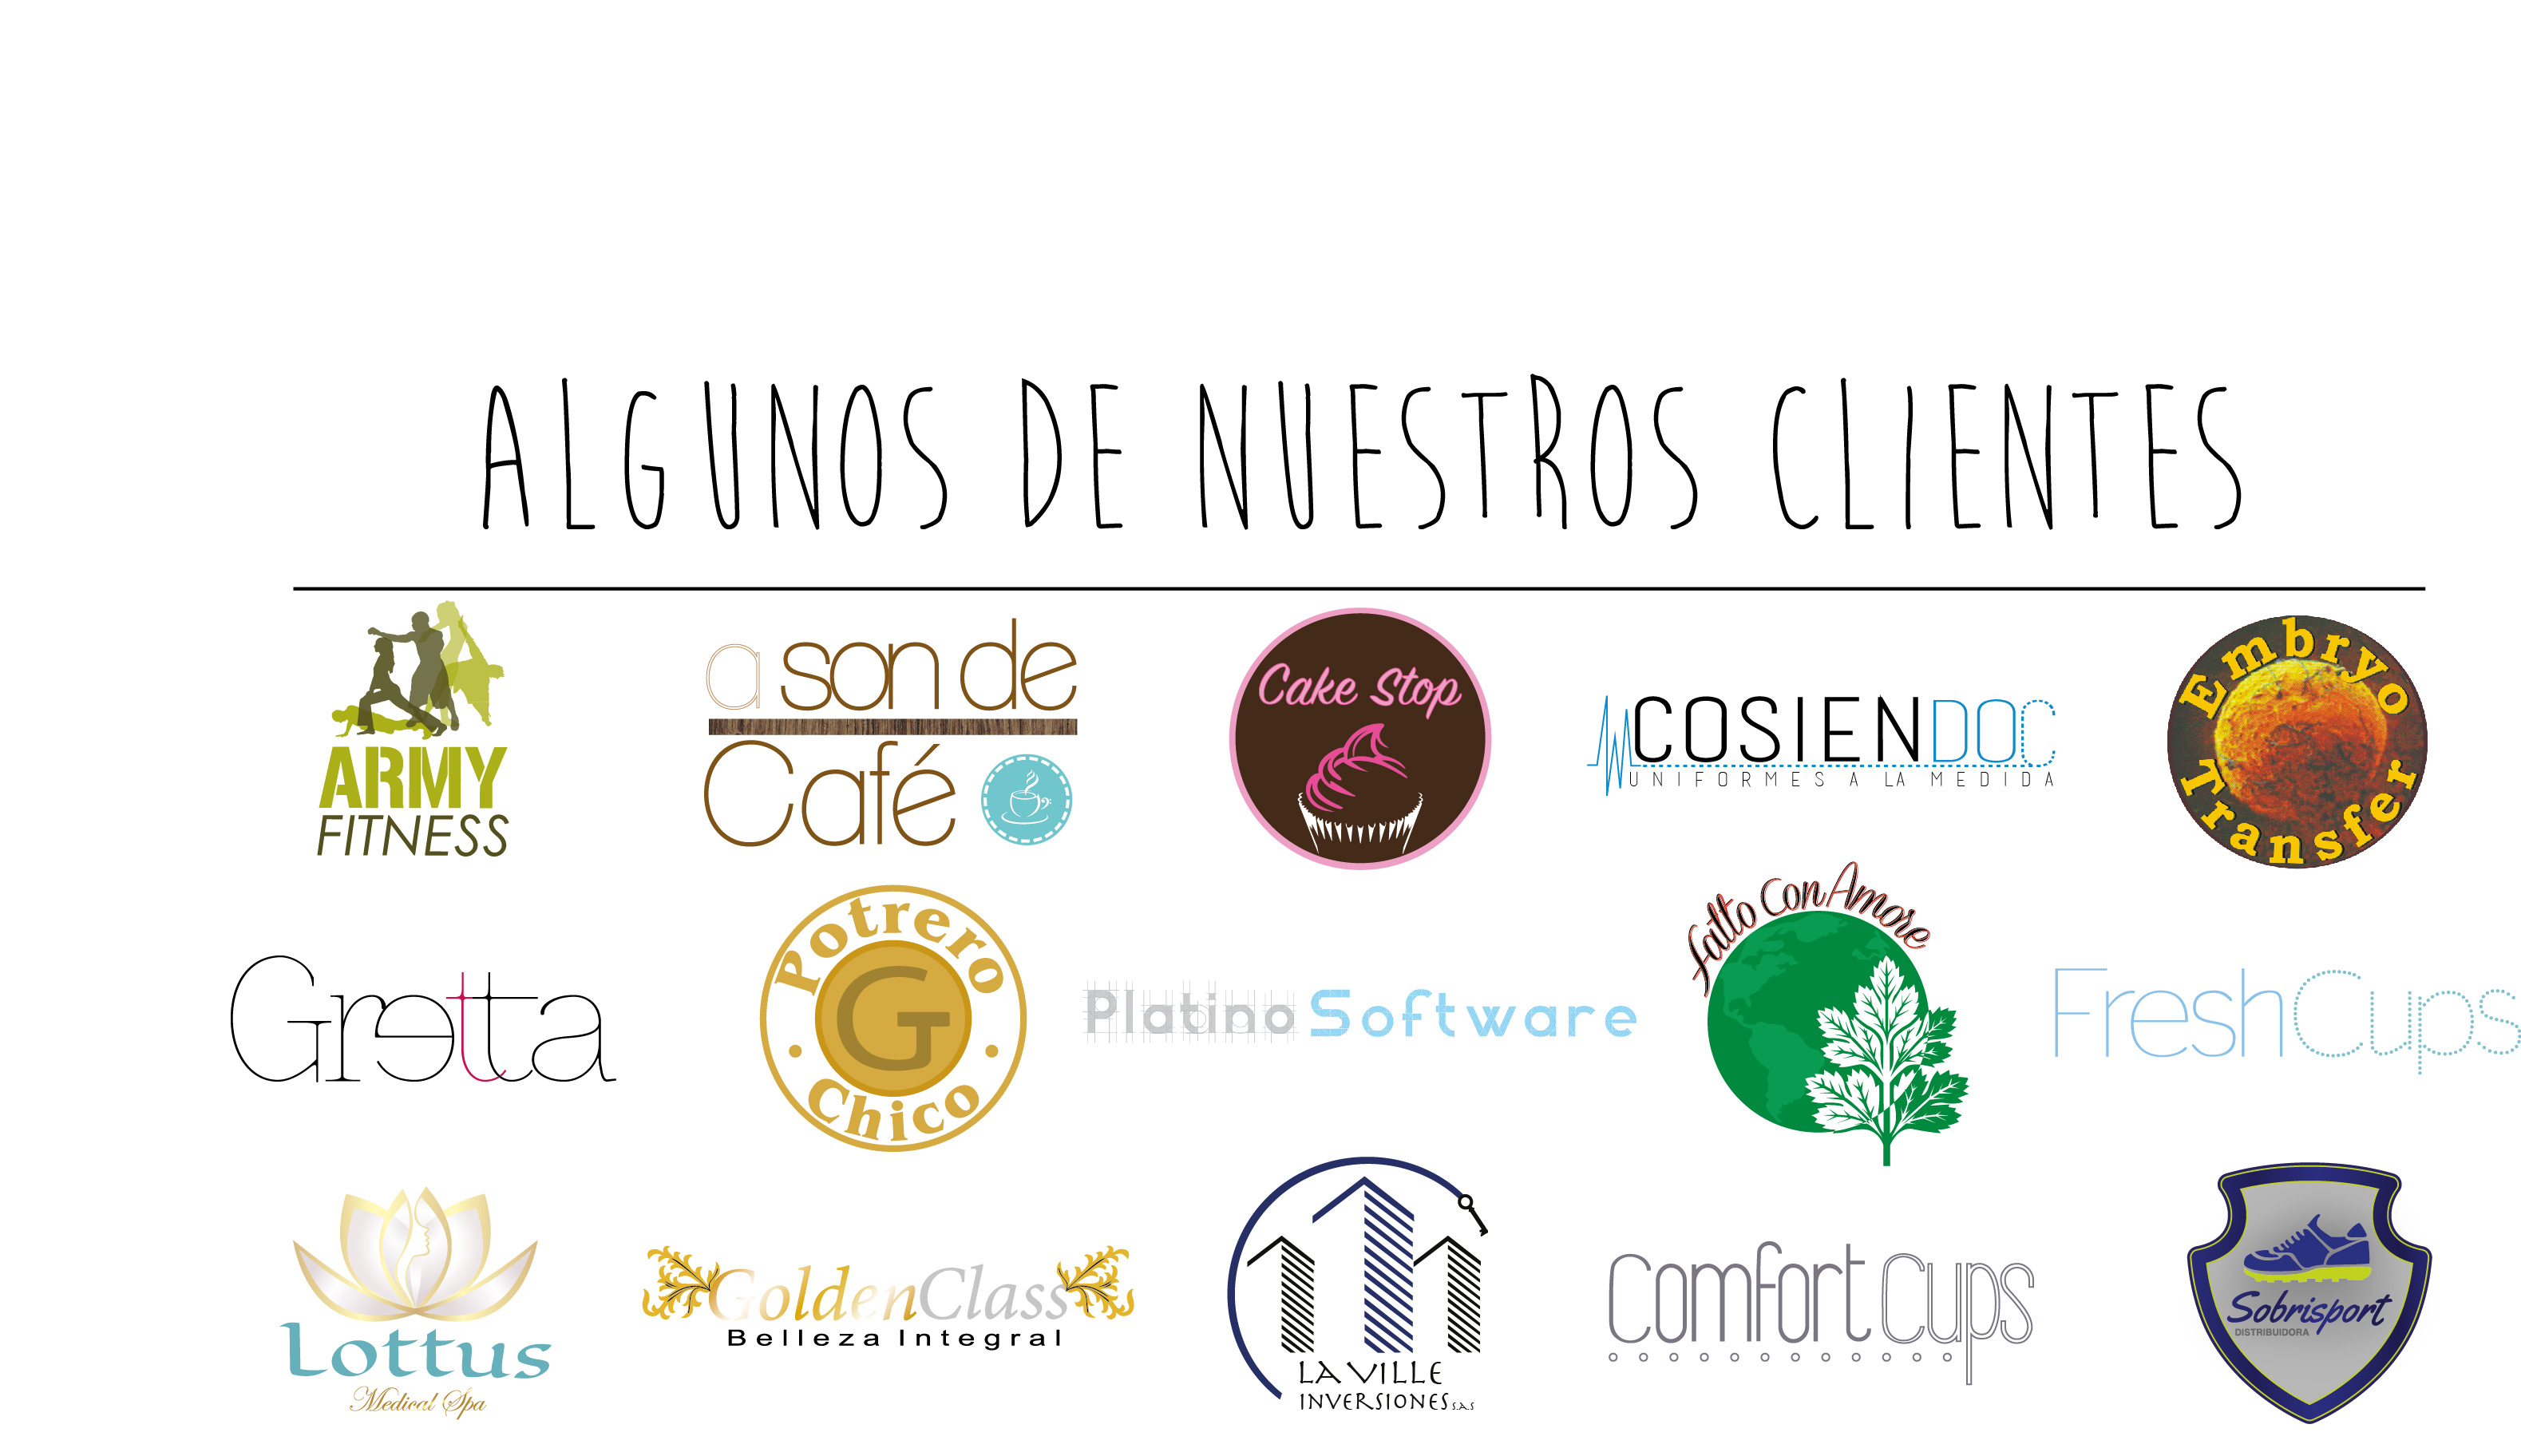 ALGUNOS DE NUESTROS CLIENTES
ARMY
FITNESS
a son de
Café
Cake Stop
COSIENDOC
UNIFORMES A LA MEDIDA
Embryo
Transfer
Gretta
Potrero
G
Chico
Platino Software
Fatto Con Amore
FreshCups
Lottus
Medical Spa
GoldenClass
Belleza Integral
LA VILLE
INVERSIONES S.A.S
Comfort Cups
Sobrisport
DISTRIBUIDORA